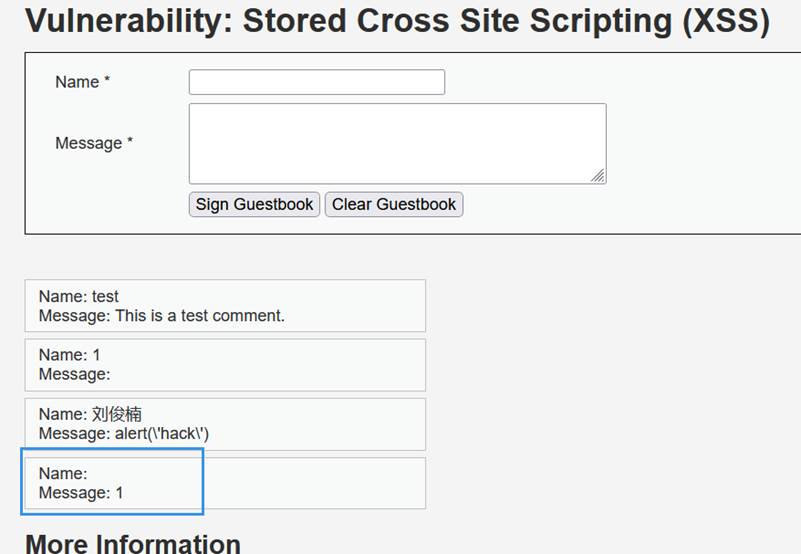 Vulnerability: Stored Cross Site Scripting (XSS)
Name *
Message *
Sign Guestbook Clear Guestbook
Name: test
Message: This is a test comment.
Name: 1
Message:
Name: 刘俊楠
Message: alert(\'hack\')
Name:
Message: 1
More Information